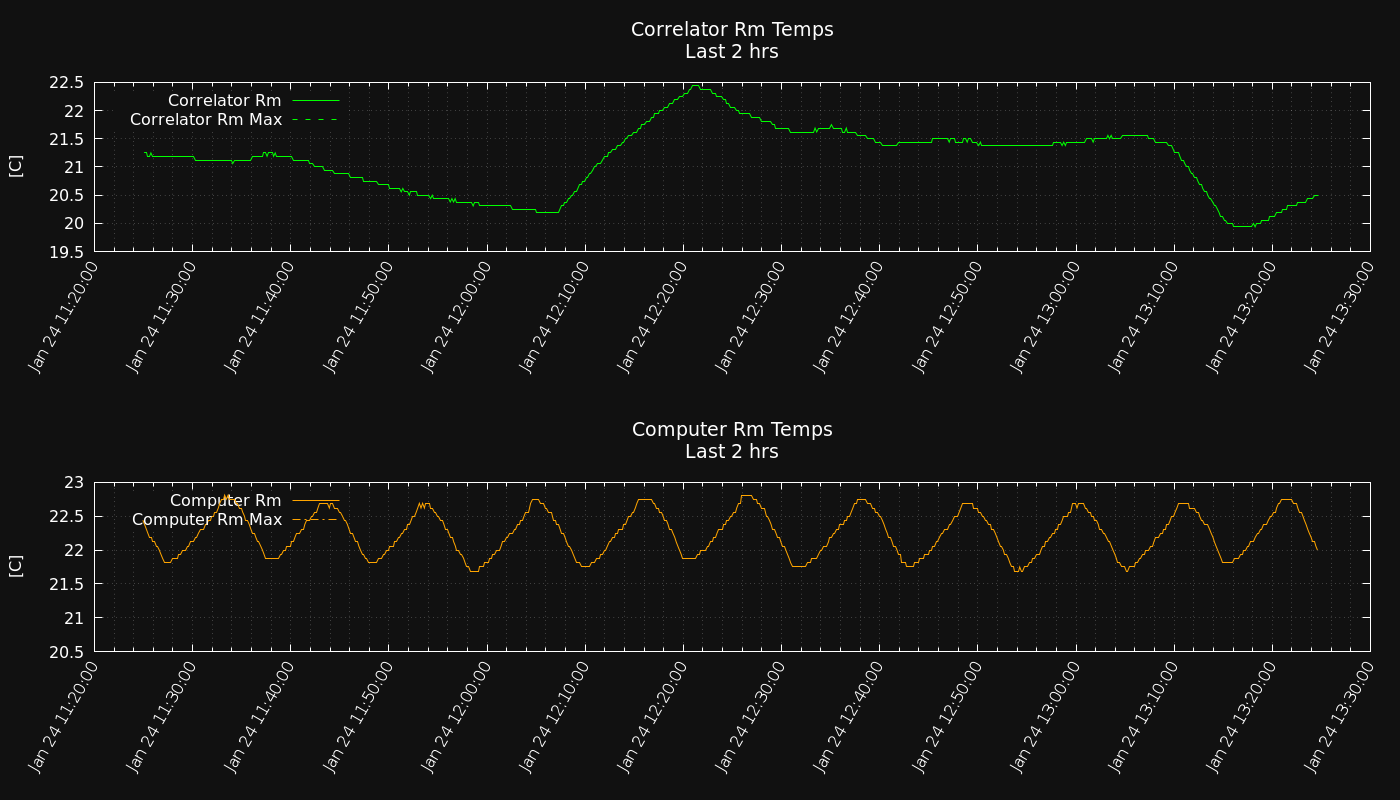 Correlator Rm Temps
Last 2 hrs
22.5
22
21.5
21
20.5
20
19.5
[C]
Correlator Rm
Correlator Rm Max
Jan 24 11:20:00
Jan 24 11:30:00
Jan 24 11:40:00
Jan 24 11:50:00
Jan 24 12:00:00
Jan 24 12:10:00
Jan 24 12:20:00
Jan 24 12:30:00
Jan 24 12:40:00
Jan 24 12:50:00
Jan 24 13:00:00
Jan 24 13:10:00
Jan 24 13:20:00
Jan 24 13:30:00
Computer Rm Temps
Last 2 hrs
23
22.5
22
21.5
21
20.5
[C]
Computer Rm
Computer Rm Max
Jan 24 11:20:00
Jan 24 11:30:00
Jan 24 11:40:00
Jan 24 11:50:00
Jan 24 12:00:00
Jan 24 12:10:00
Jan 24 12:20:00
Jan 24 12:30:00
Jan 24 12:40:00
Jan 24 12:50:00
Jan 24 13:00:00
Jan 24 13:10:00
Jan 24 13:20:00
Jan 24 13:30:00